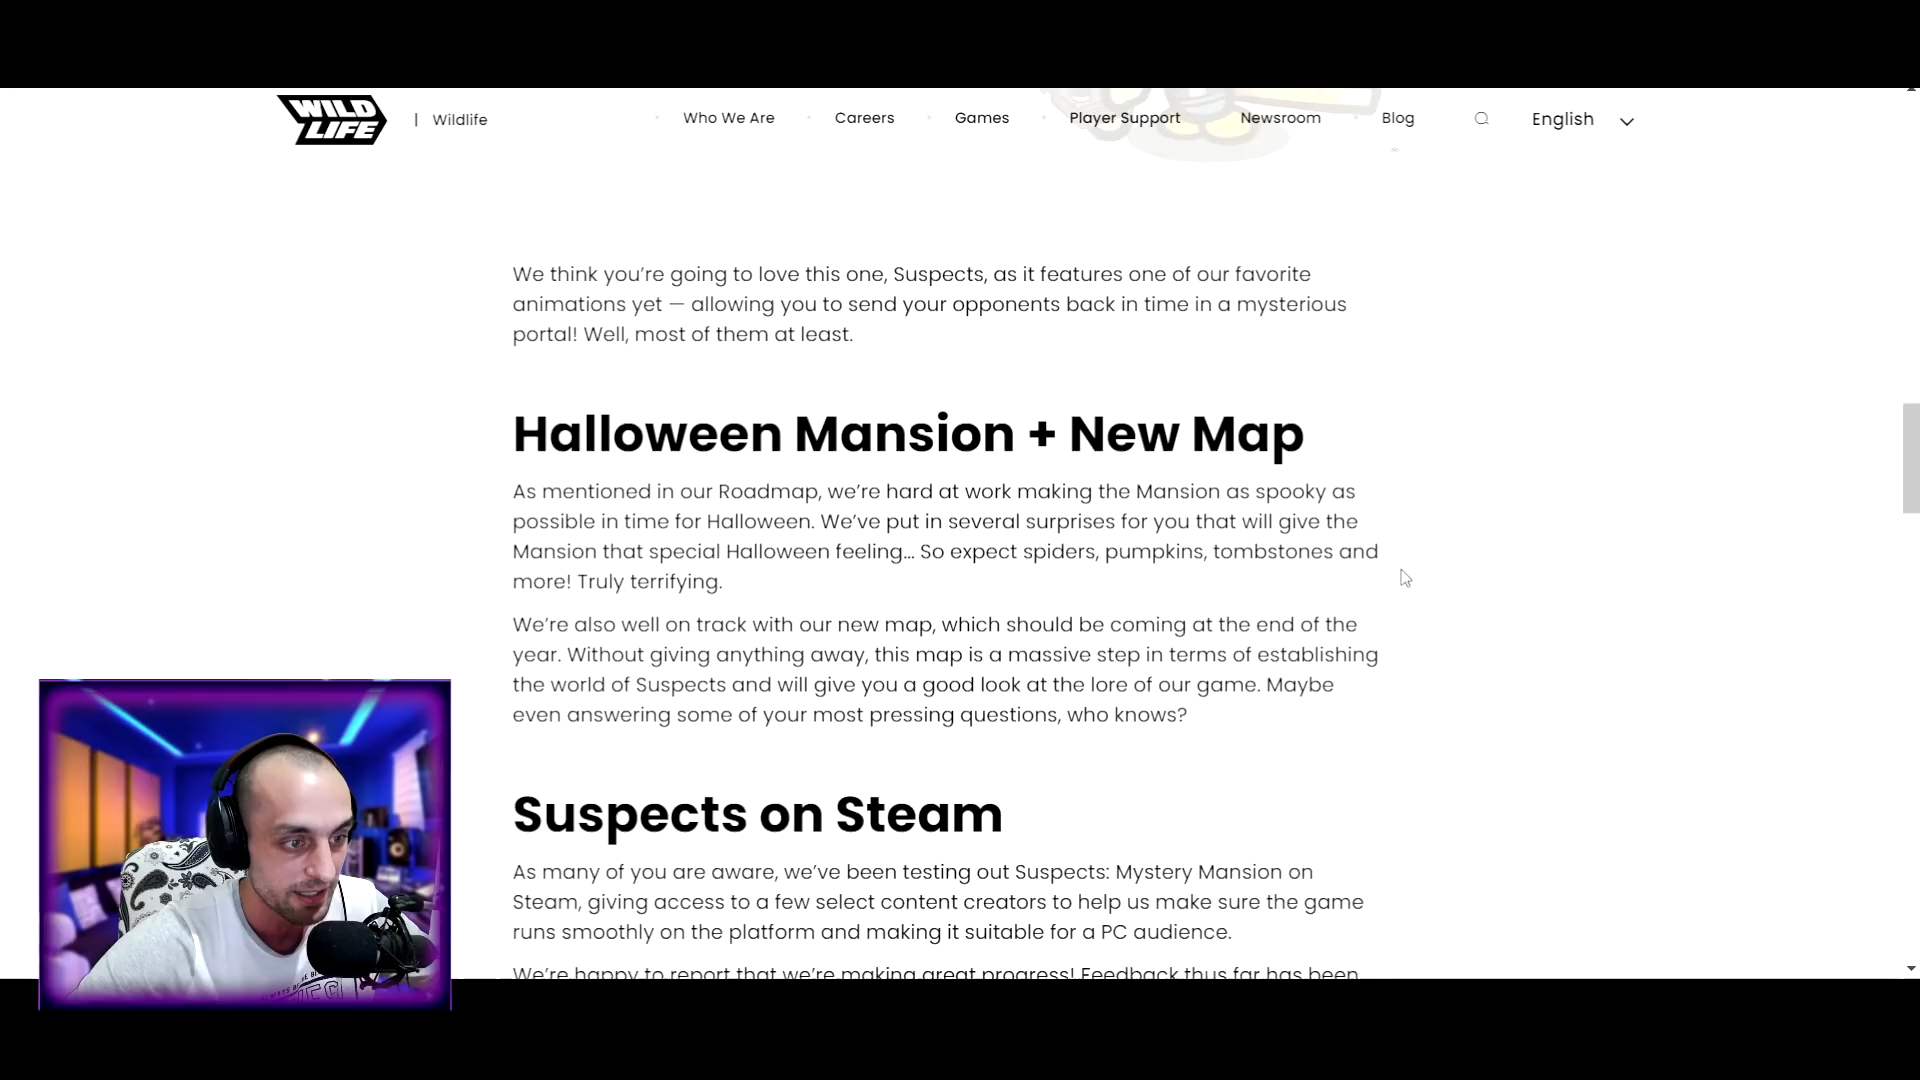 WILD LIFE
| Wildlife
Who We Are
Careers
Games
Player Support
Newsroom
Blog
English
We think you’re going to love this one, Suspects, as it features one of our favorite
animations yet — allowing you to send your opponents back in time in a mysterious
portal! Well, most of them at least.
Halloween Mansion + New Map
As mentioned in our Roadmap, we’re hard at work making the Mansion as spooky as
possible in time for Halloween. We’ve put in several surprises for you that will give the
Mansion that special Halloween feeling… So expect spiders, pumpkins, tombstones and
more! Truly terrifying.
We’re also well on track with our new map, which should be coming at the end of the
year. Without giving anything away, this map is a massive step in terms of establishing
the world of Suspects and will give you a good look at the lore of our game. Maybe
even answering some of your most pressing questions, who knows?
Suspects on Steam
As many of you are aware, we’ve been testing out Suspects: Mystery Mansion on
Steam, giving access to a few select content creators to help us make sure the game
runs smoothly on the platform and making it suitable for a PC audience.
We’re happy to report that we’re making great progress! Feedback thus far has been